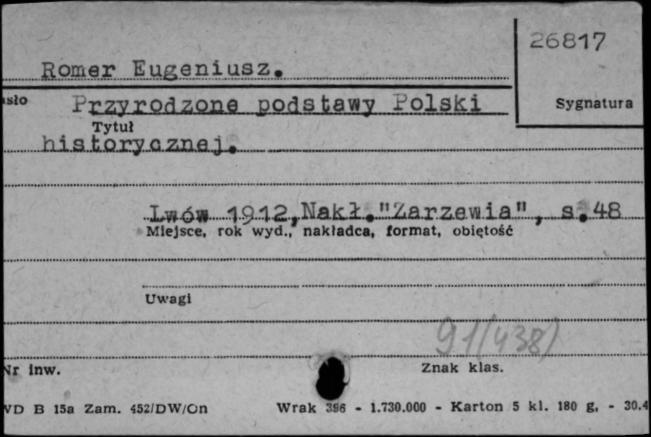 26817
Romer Eugeniusz.
Sygnatura
Przyrodzone podstawy Polski
Tytuł
historycznej.
Lwów 1912,Nakł."Zarzewia", s.48
Miejsce, rok wyd., nakładca, format, objętość
Uwagi
91(438)
Nr inw.
Znak klas.
WD B 15a Zam. 452/DW/On Wrak 396 - 1.730.000 - Karton 5 kl. 180 g. - 30.4